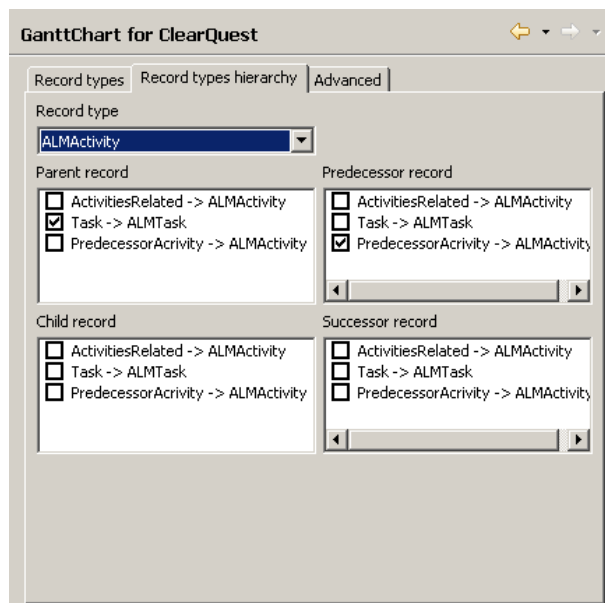 GanttChart for ClearQuest
Record types
Record types hierarchy
Advanced
Record type
ALMActivity
Parent record
ActivitiesRelated -> ALMActivity
Task -> ALMTask
PredecessorAcrivity -> ALMActivity
Predecessor record
ActivitiesRelated -> ALMActivity
Task -> ALMTask
PredecessorAcrivity -> ALMActivity
Child record
ActivitiesRelated -> ALMActivity
Task -> ALMTask
PredecessorAcrivity -> ALMActivity
Successor record
ActivitiesRelated -> ALMActivity
Task -> ALMTask
PredecessorAcrivity -> ALMActivity